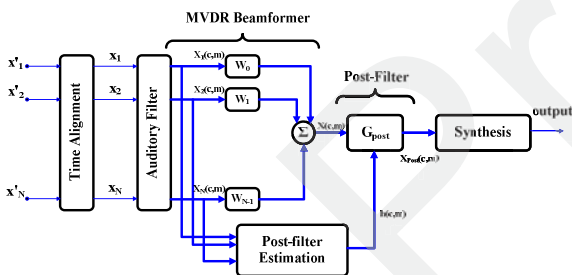 MVDR Beamformer
Post-Filter
x'1
x'2
x'N
Time Alignment
x1
x2
xN
Auditory Filter
X1(c,m)
X2(c,m)
XN(c,m)
W0
W1
WN-1
Σ
X(c,m)
Gpost
XPost(c,m)
Synthesis
output
h(c,m)
Post-filter
Estimation
Pr